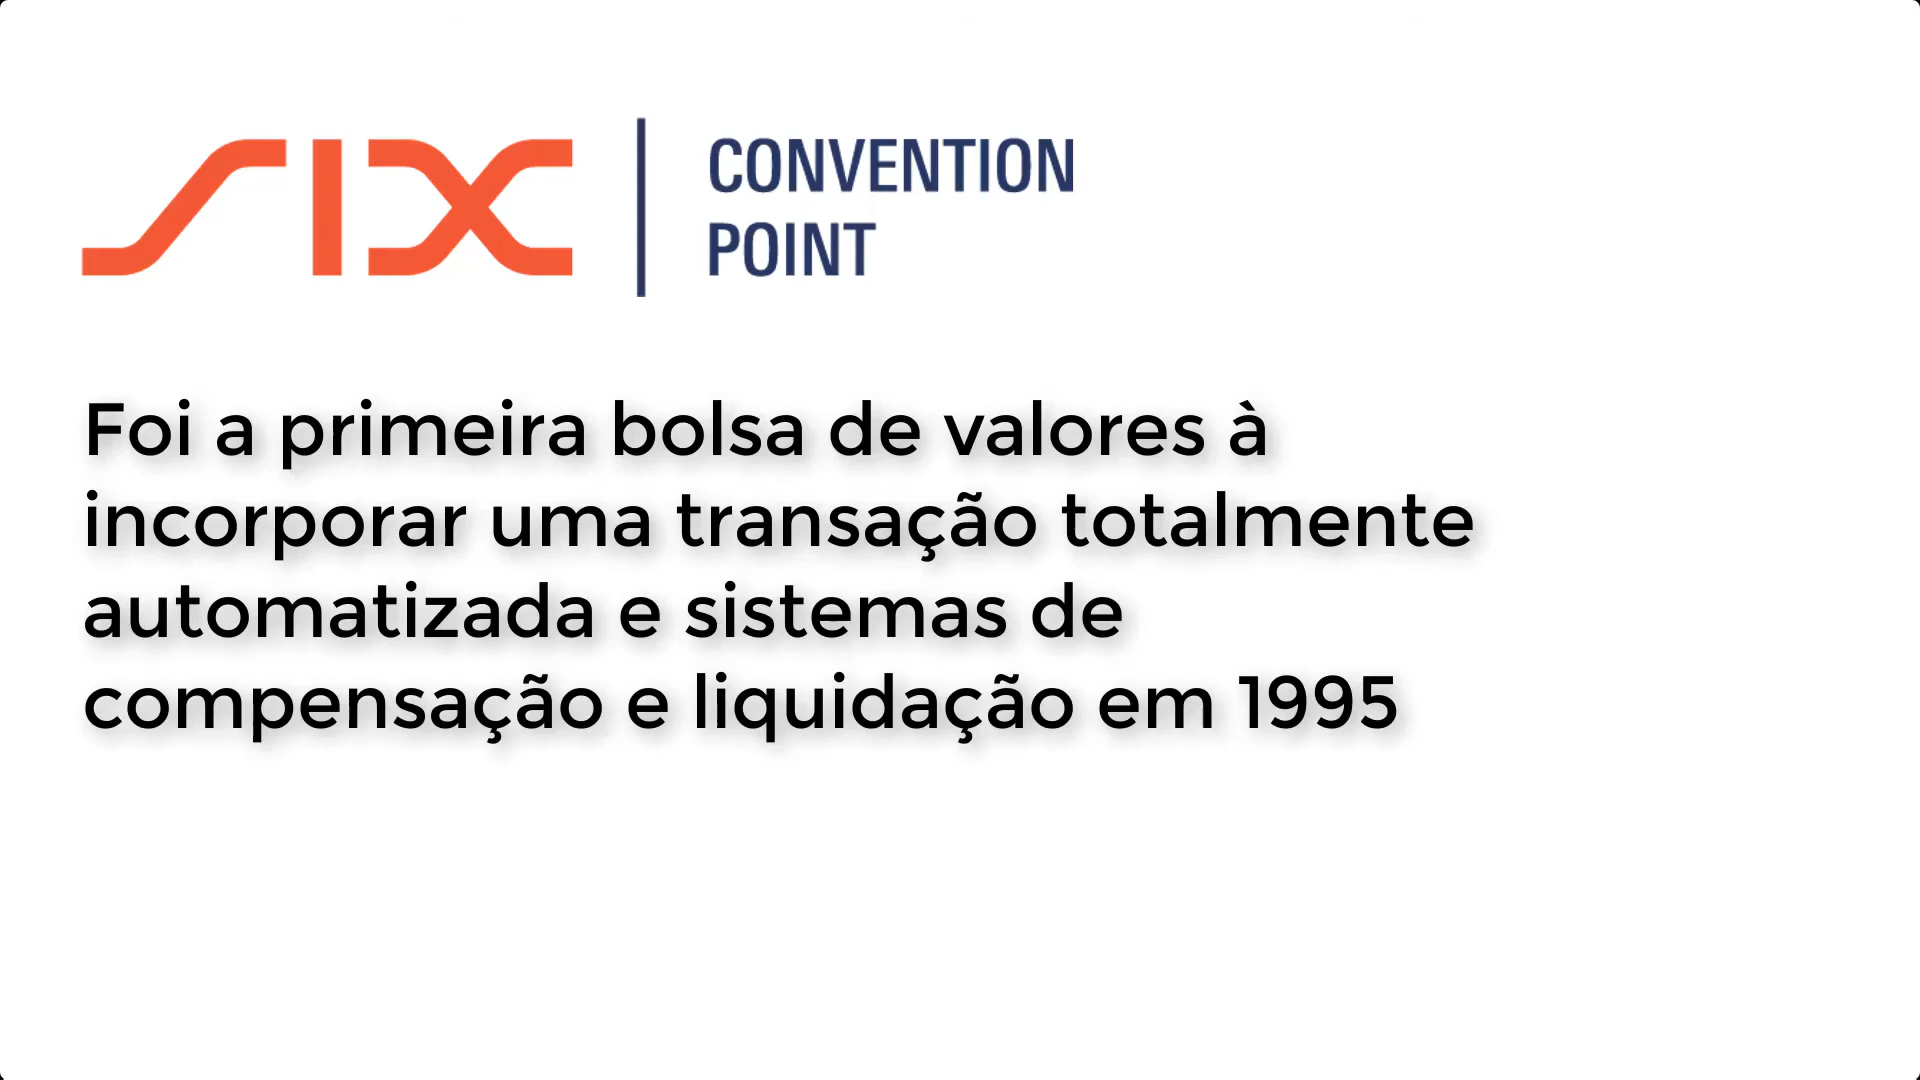 SIX
CONVENTION
POINT
Foi a primeira bolsa de valores à
incorporar uma transação totalmente
automatizada e sistemas de
compensação e liquidação em 1995